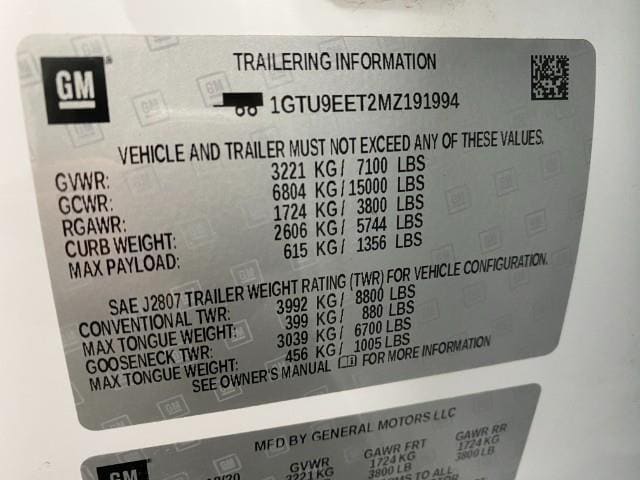 GM
TRAILERING INFORMATION
1GTU9EET2MZ191994
VEHICLE AND TRAILER MUST NOT EXCEED ANY OF THESE VALUES.
GVWR: 3221 KG/ 7100 LBS
GCWR: 6804 KG/ 15000 LBS
RGAWR: 1724 KG/ 3800 LBS
CURB WEIGHT: 2606 KG/ 5744 LBS
MAX PAYLOAD: 615 KG/ 1356 LBS
SAE J2807 TRAILER WEIGHT RATING (TWR) FOR VEHICLE CONFIGURATION.
CONVENTIONAL TWR: 3992 KG/ 8800 LBS
MAX TONGUE WEIGHT: 399 KG/ 880 LBS
GOOSENECK TWR: 3039 KG/ 6700 LBS
MAX TONGUE WEIGHT: 456 KG/ 1005 LBS
SEE OWNER'S MANUAL FOR MORE INFORMATION
MFD BY GENERAL MOTORS LLC
GM
GVWR GAWR FRT GAWR RR
3221KG 1724 KG 1724 KG
3800LB 3800LB